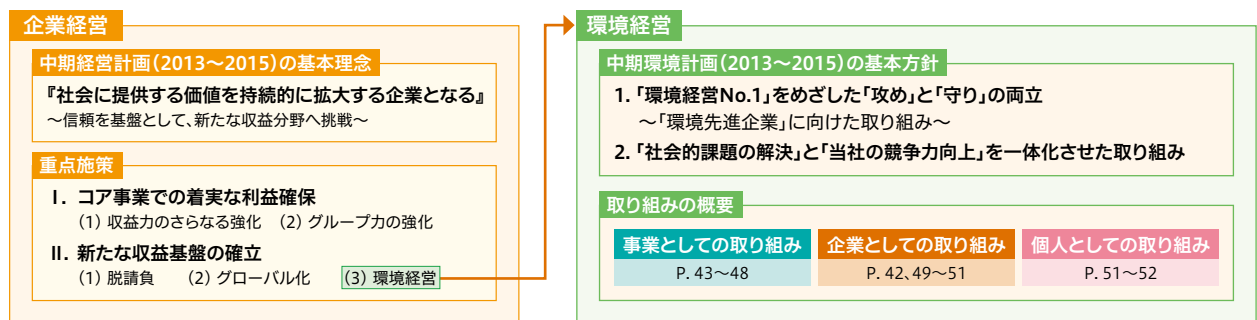 企業経営
中期経営計画(2013〜2015)の基本理念
『社会に提供する価値を持続的に拡大する企業となる』
〜信頼を基盤として、新たな収益分野へ挑戦〜
重点施策
Ⅰ. コア事業での着実な利益確保
(1) 収益力のさらなる強化 (2) グループ力の強化
Ⅱ. 新たな収益基盤の確立
(1) 脱請負 (2) グローバル化 (3) 環境経営
環境経営
中期環境計画(2013〜2015)の基本方針
1. 「環境経営No.1」をめざした「攻め」と「守り」の両立
〜「環境先進企業」に向けた取り組み〜
2. 「社会的課題の解決」と「当社の競争力向上」を一体化させた取り組み
取り組みの概要
事業としての取り組み 企業としての取り組み 個人としての取り組み
P. 43〜48 P. 42、49〜51 P. 51〜52